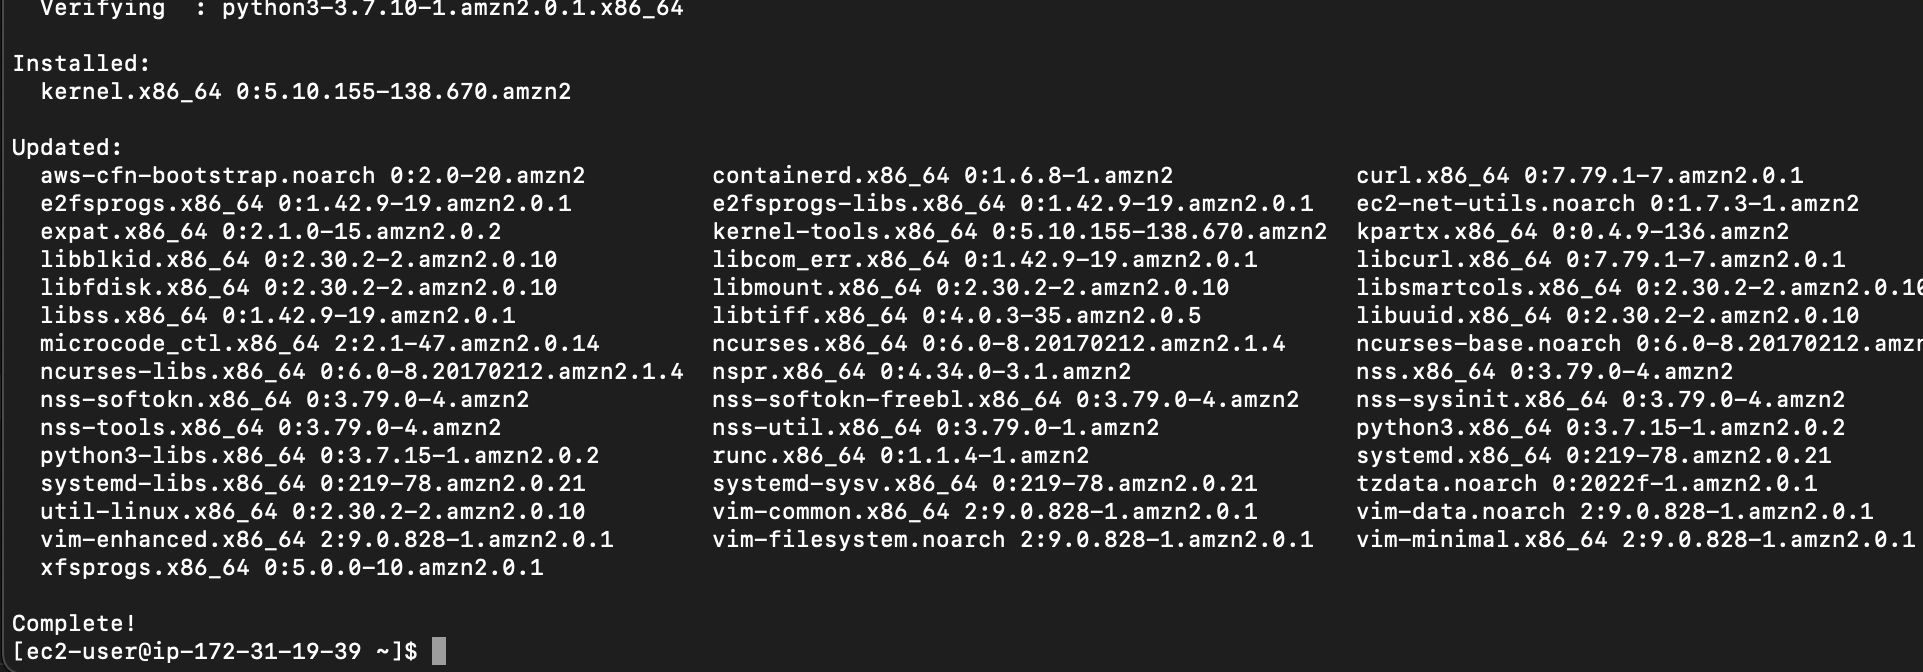 Verifying  : python3-3.7.10-1.amzn2.0.1.x86_64
Installed:
kernel.x86_64 0:5.10.155-138.670.amzn2
Updated:
aws-cfn-bootstrap.noarch 0:2.0-20.amzn2 containerd.x86_64 0:1.6.8-1.amzn2 curl.x86_64 0:7.79.1-7.amzn2.0.1
e2fsprogs.x86_64 0:1.42.9-19.amzn2.0.1 e2fsprogs-libs.x86_64 0:1.42.9-19.amzn2.0.1 ec2-net-utils.noarch 0:1.7.3-1.amzn2
expat.x86_64 0:2.1.0-15.amzn2.0.2 kernel-tools.x86_64 0:5.10.155-138.670.amzn2 kpartx.x86_64 0:0.4.9-136.amzn2
libblkid.x86_64 0:2.30.2-2.amzn2.0.10 libcom_err.x86_64 0:1.42.9-19.amzn2.0.1 libcurl.x86_64 0:7.79.1-7.amzn2.0.1
libfdisk.x86_64 0:2.30.2-2.amzn2.0.10 libmount.x86_64 0:2.30.2-2.amzn2.0.10 libsmartcols.x86_64 0:2.30.2-2.amzn2.0.10
libss.x86_64 0:1.42.9-19.amzn2.0.1 libtiff.x86_64 0:4.0.3-35.amzn2.0.5 libuuid.x86_64 0:2.30.2-2.amzn2.0.10
microcode_ctl.x86_64 2:2.1-47.amzn2.0.14 ncurses.x86_64 0:6.0-8.20170212.amzn2.1.4 ncurses-base.noarch 0:6.0-8.20170212.amzn
ncurses-libs.x86_64 0:6.0-8.20170212.amzn2.1.4 nspr.x86_64 0:4.34.0-3.1.amzn2 nss.x86_64 0:3.79.0-4.amzn2
nss-softokn.x86_64 0:3.79.0-4.amzn2 nss-softokn-freebl.x86_64 0:3.79.0-4.amzn2 nss-sysinit.x86_64 0:3.79.0-4.amzn2
nss-tools.x86_64 0:3.79.0-4.amzn2 nss-util.x86_64 0:3.79.0-1.amzn2 python3.x86_64 0:3.7.15-1.amzn2.0.2
python3-libs.x86_64 0:3.7.15-1.amzn2.0.2 runc.x86_64 0:1.1.4-1.amzn2 systemd.x86_64 0:219-78.amzn2.0.21
systemd-libs.x86_64 0:219-78.amzn2.0.21 systemd-sysv.x86_64 0:219-78.amzn2.0.21 tzdata.noarch 0:2022f-1.amzn2.0.1
util-linux.x86_64 0:2.30.2-2.amzn2.0.10 vim-common.x86_64 2:9.0.828-1.amzn2.0.1 vim-data.noarch 2:9.0.828-1.amzn2.0.1
vim-enhanced.x86_64 2:9.0.828-1.amzn2.0.1 vim-filesystem.noarch 2:9.0.828-1.amzn2.0.1 vim-minimal.x86_64 2:9.0.828-1.amzn2.0.1
xfsprogs.x86_64 0:5.0.0-10.amzn2.0.1
Complete!
[ec2-user@ip-172-31-19-39 ~]$